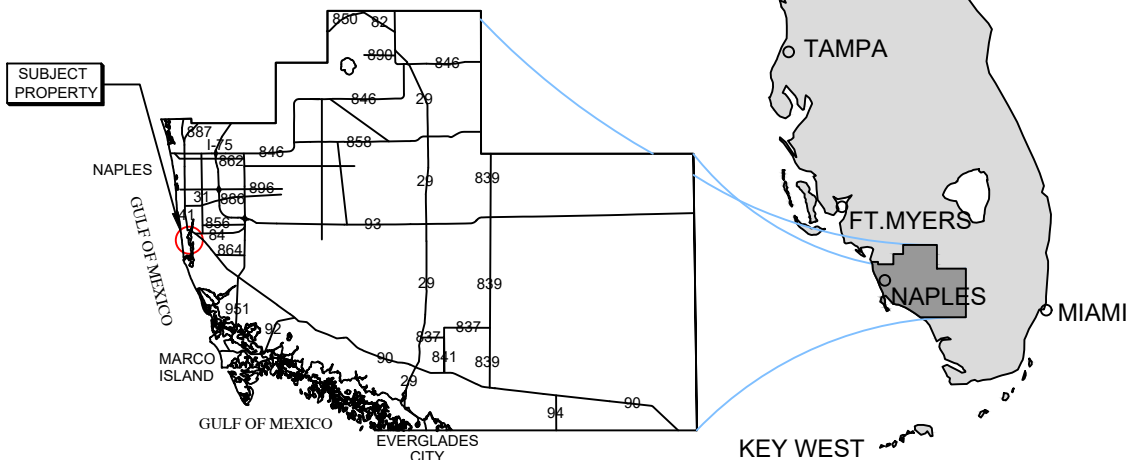 850
82
890
846
SUBJECT
PROPERTY
846
29
887
I-75
858
846
862
NAPLES
29
839
896
31
886
41
856
93
84
864
GULF OF MEXICO
29
839
951
92
837
837
MARCO
ISLAND
90
841
839
29
GULF OF MEXICO
94
90
EVERGLADES
CITY
TAMPA
FT.MYERS
NAPLES
MIAMI
KEY WEST